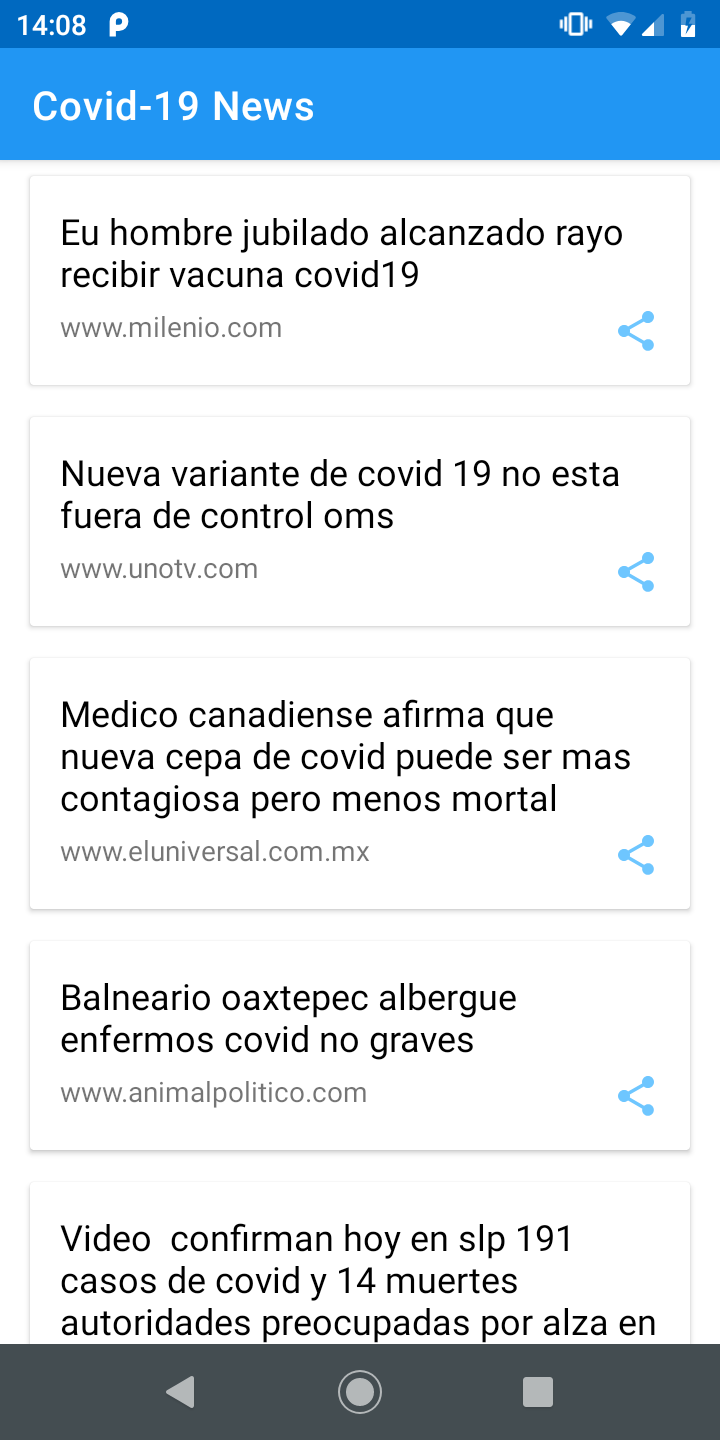 14:08
Covid-19 News
Eu hombre jubilado alcanzado rayo
recibir vacuna covid19
www.milenio.com
Nueva variante de covid 19 no esta
fuera de control oms
www.unotv.com
Medico canadiense afirma que
nueva cepa de covid puede ser mas
contagiosa pero menos mortal
www.eluniversal.com.mx
Balneario oaxtepec albergue
enfermos covid no graves
www.animalpolitico.com
Video  confirman hoy en slp 191
casos de covid y 14 muertes
autoridades preocupadas por alza en